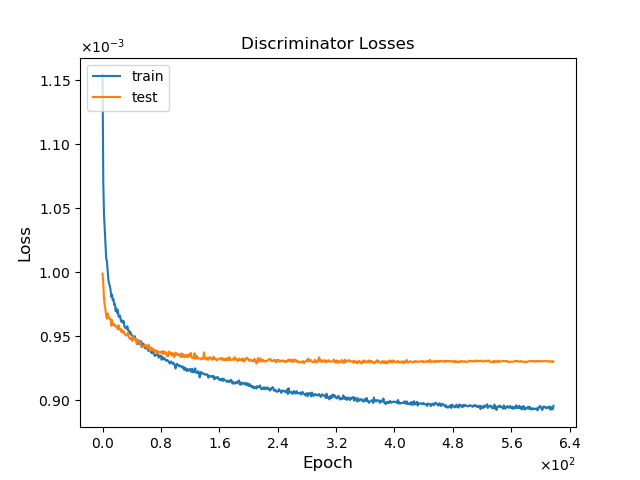 Discriminator Losses
×10⁻³
train
test
1.15
1.10
1.05
1.00
0.95
0.90
Loss
0.0 0.8 1.6 2.4 3.2 4.0 4.8 5.6 6.4
Epoch
×10²